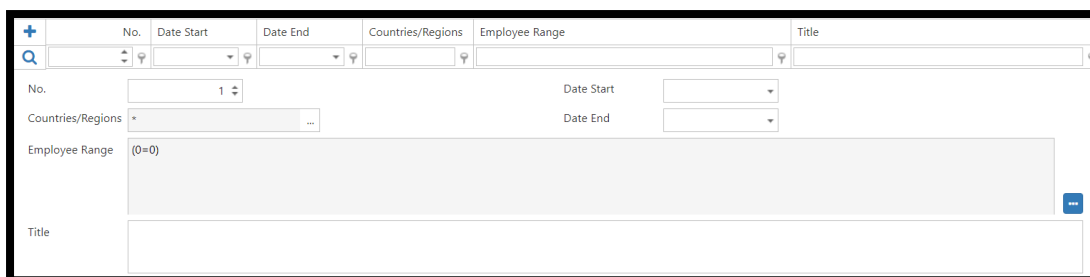 No. Date Start Date End Countries/Regions Employee Range Title
No. 1 Date Start
Countries/Regions * ... Date End
Employee Range (0=0)
Title